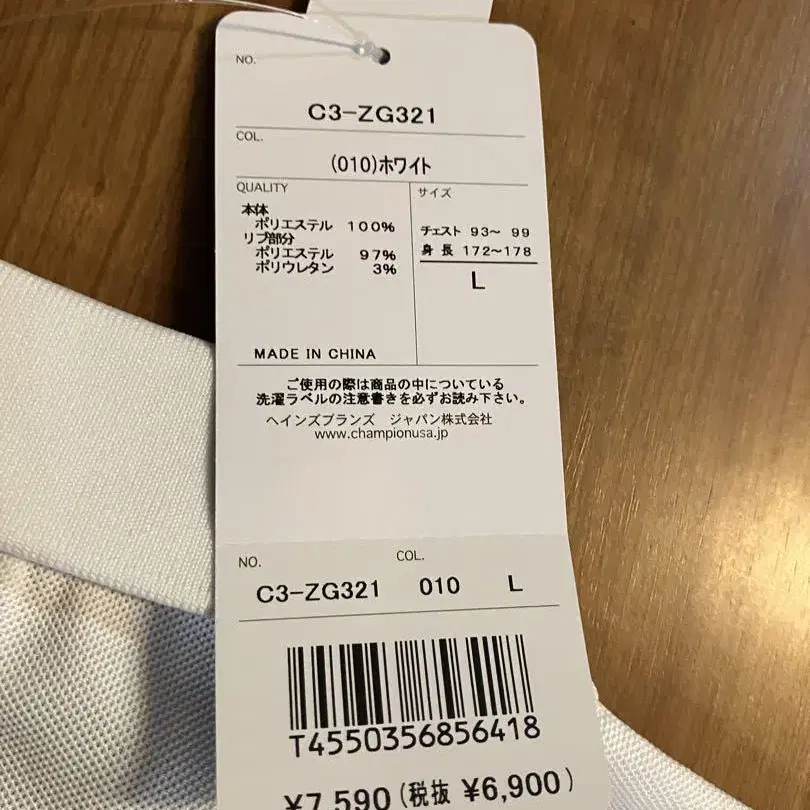 NO.
C3-ZG321
COL.
(010)ホワイト
QUALITY
サイズ
本体
ポリエステル 100%
リブ部分
ポリエステル 97%
ポリウレタン 3%
チェスト 93〜 99
身 長 172〜178
L
MADE IN CHINA
ご使用の際は商品の中についている
洗濯ラベルの注意書きを必ずお読み下さい。
ヘインズブランズ ジャパン株式会社
www.championusa.jp
NO. COL.
C3-ZG321 010 L
T4550356856418
¥7,590(税抜 ¥6,900)